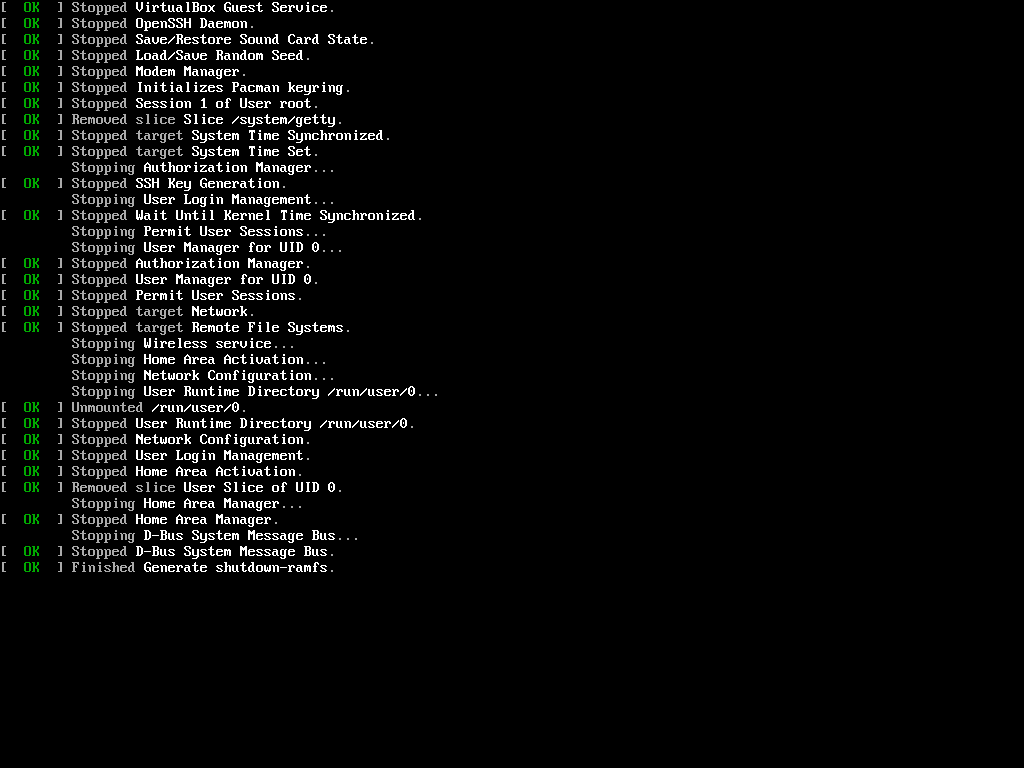 [  OK  ] Stopped VirtualBox Guest Service.
[  OK  ] Stopped OpenSSH Daemon.
[  OK  ] Stopped Save/Restore Sound Card State.
[  OK  ] Stopped Load/Save Random Seed.
[  OK  ] Stopped Modem Manager.
[  OK  ] Stopped Initializes Pacman keyring.
[  OK  ] Stopped Session 1 of User root.
[  OK  ] Removed slice Slice /system/getty.
[  OK  ] Stopped target System Time Synchronized.
[  OK  ] Stopped target System Time Set.
         Stopping Authorization Manager...
[  OK  ] Stopped SSH Key Generation.
         Stopping User Login Management...
[  OK  ] Stopped Wait Until Kernel Time Synchronized.
         Stopping Permit User Sessions...
         Stopping User Manager for UID 0...
[  OK  ] Stopped Authorization Manager.
[  OK  ] Stopped User Manager for UID 0.
[  OK  ] Stopped Permit User Sessions.
[  OK  ] Stopped target Network.
[  OK  ] Stopped target Remote File Systems.
         Stopping Wireless service...
         Stopping Home Area Activation...
         Stopping Network Configuration...
         Stopping User Runtime Directory /run/user/0...
[  OK  ] Unmounted /run/user/0.
[  OK  ] Stopped User Runtime Directory /run/user/0.
[  OK  ] Stopped Network Configuration.
[  OK  ] Stopped User Login Management.
[  OK  ] Stopped Home Area Activation.
[  OK  ] Removed slice User Slice of UID 0.
         Stopping Home Area Manager...
[  OK  ] Stopped Home Area Manager.
         Stopping D-Bus System Message Bus...
[  OK  ] Stopped D-Bus System Message Bus.
[  OK  ] Finished Generate shutdown-ramfs.